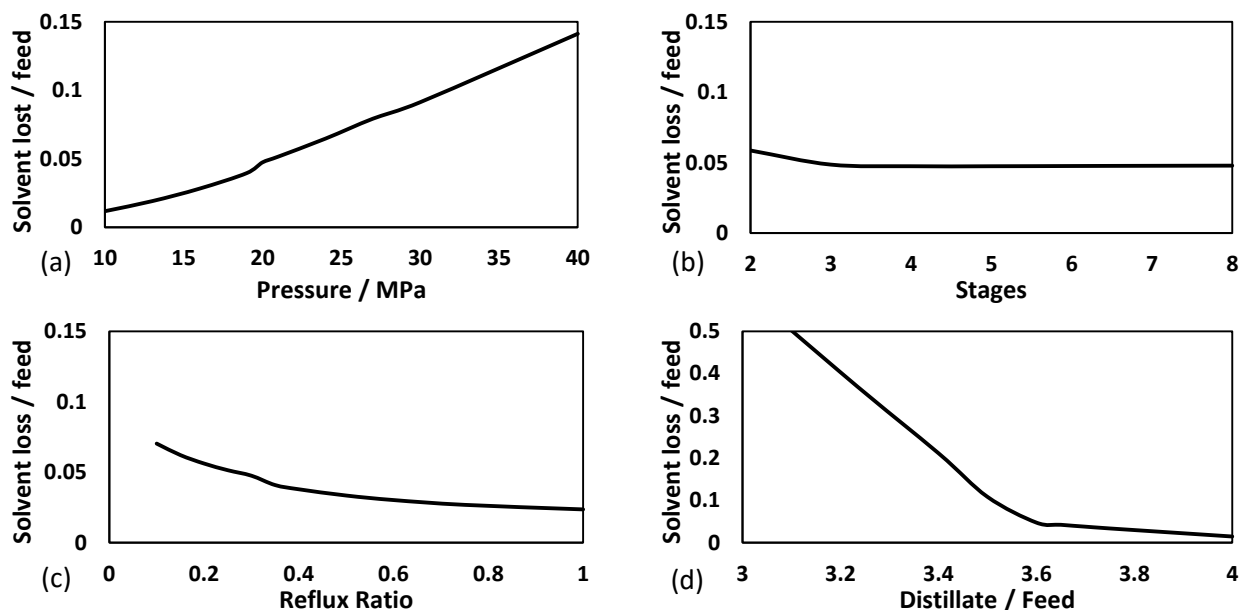 Solvent lost / feed
0.15
0.1
0.05
0
10 15 20 25 30 35 40
(a)
Pressure / MPa
Solvent loss / feed
0.15
0.1
0.05
0
2 3 4 5 6 7 8
(b)
Stages
Solvent loss / feed
0.15
0.1
0.05
0
0 0.2 0.4 0.6 0.8 1
(c)
Reflux Ratio
Solvent loss / feed
0.5
0.4
0.3
0.2
0.1
0
3 3.2 3.4 3.6 3.8 4
(d)
Distillate / Feed